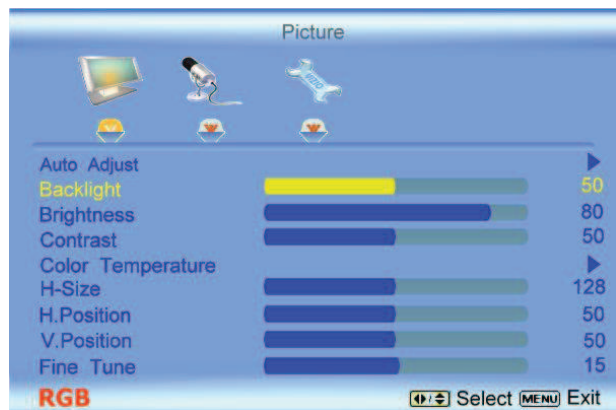 Picture
VIZIO
Auto Adjust
Backlight 50
Brightness 80
Contrast 50
Color Temperature
H-Size 128
H.Position 50
V.Position 50
Fine Tune 15
RGB Select MENU Exit